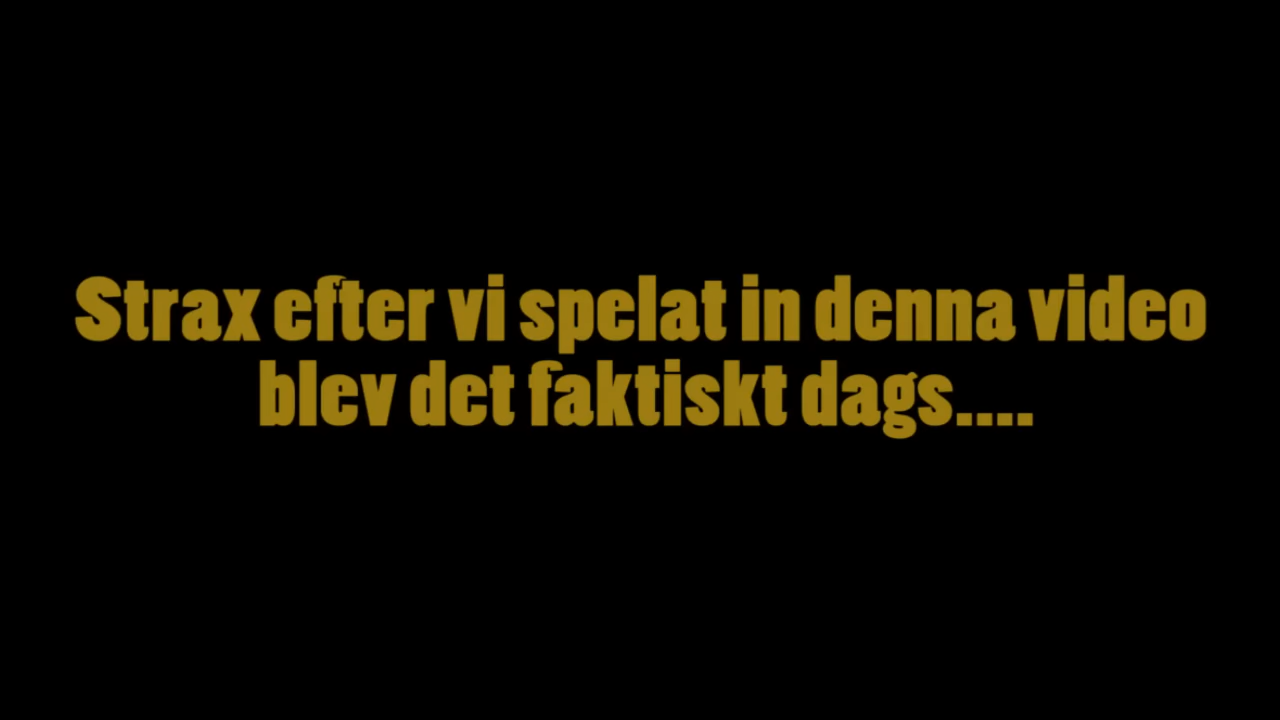 Strax efter vi spelat in denna video
blev det faktiskt dags....